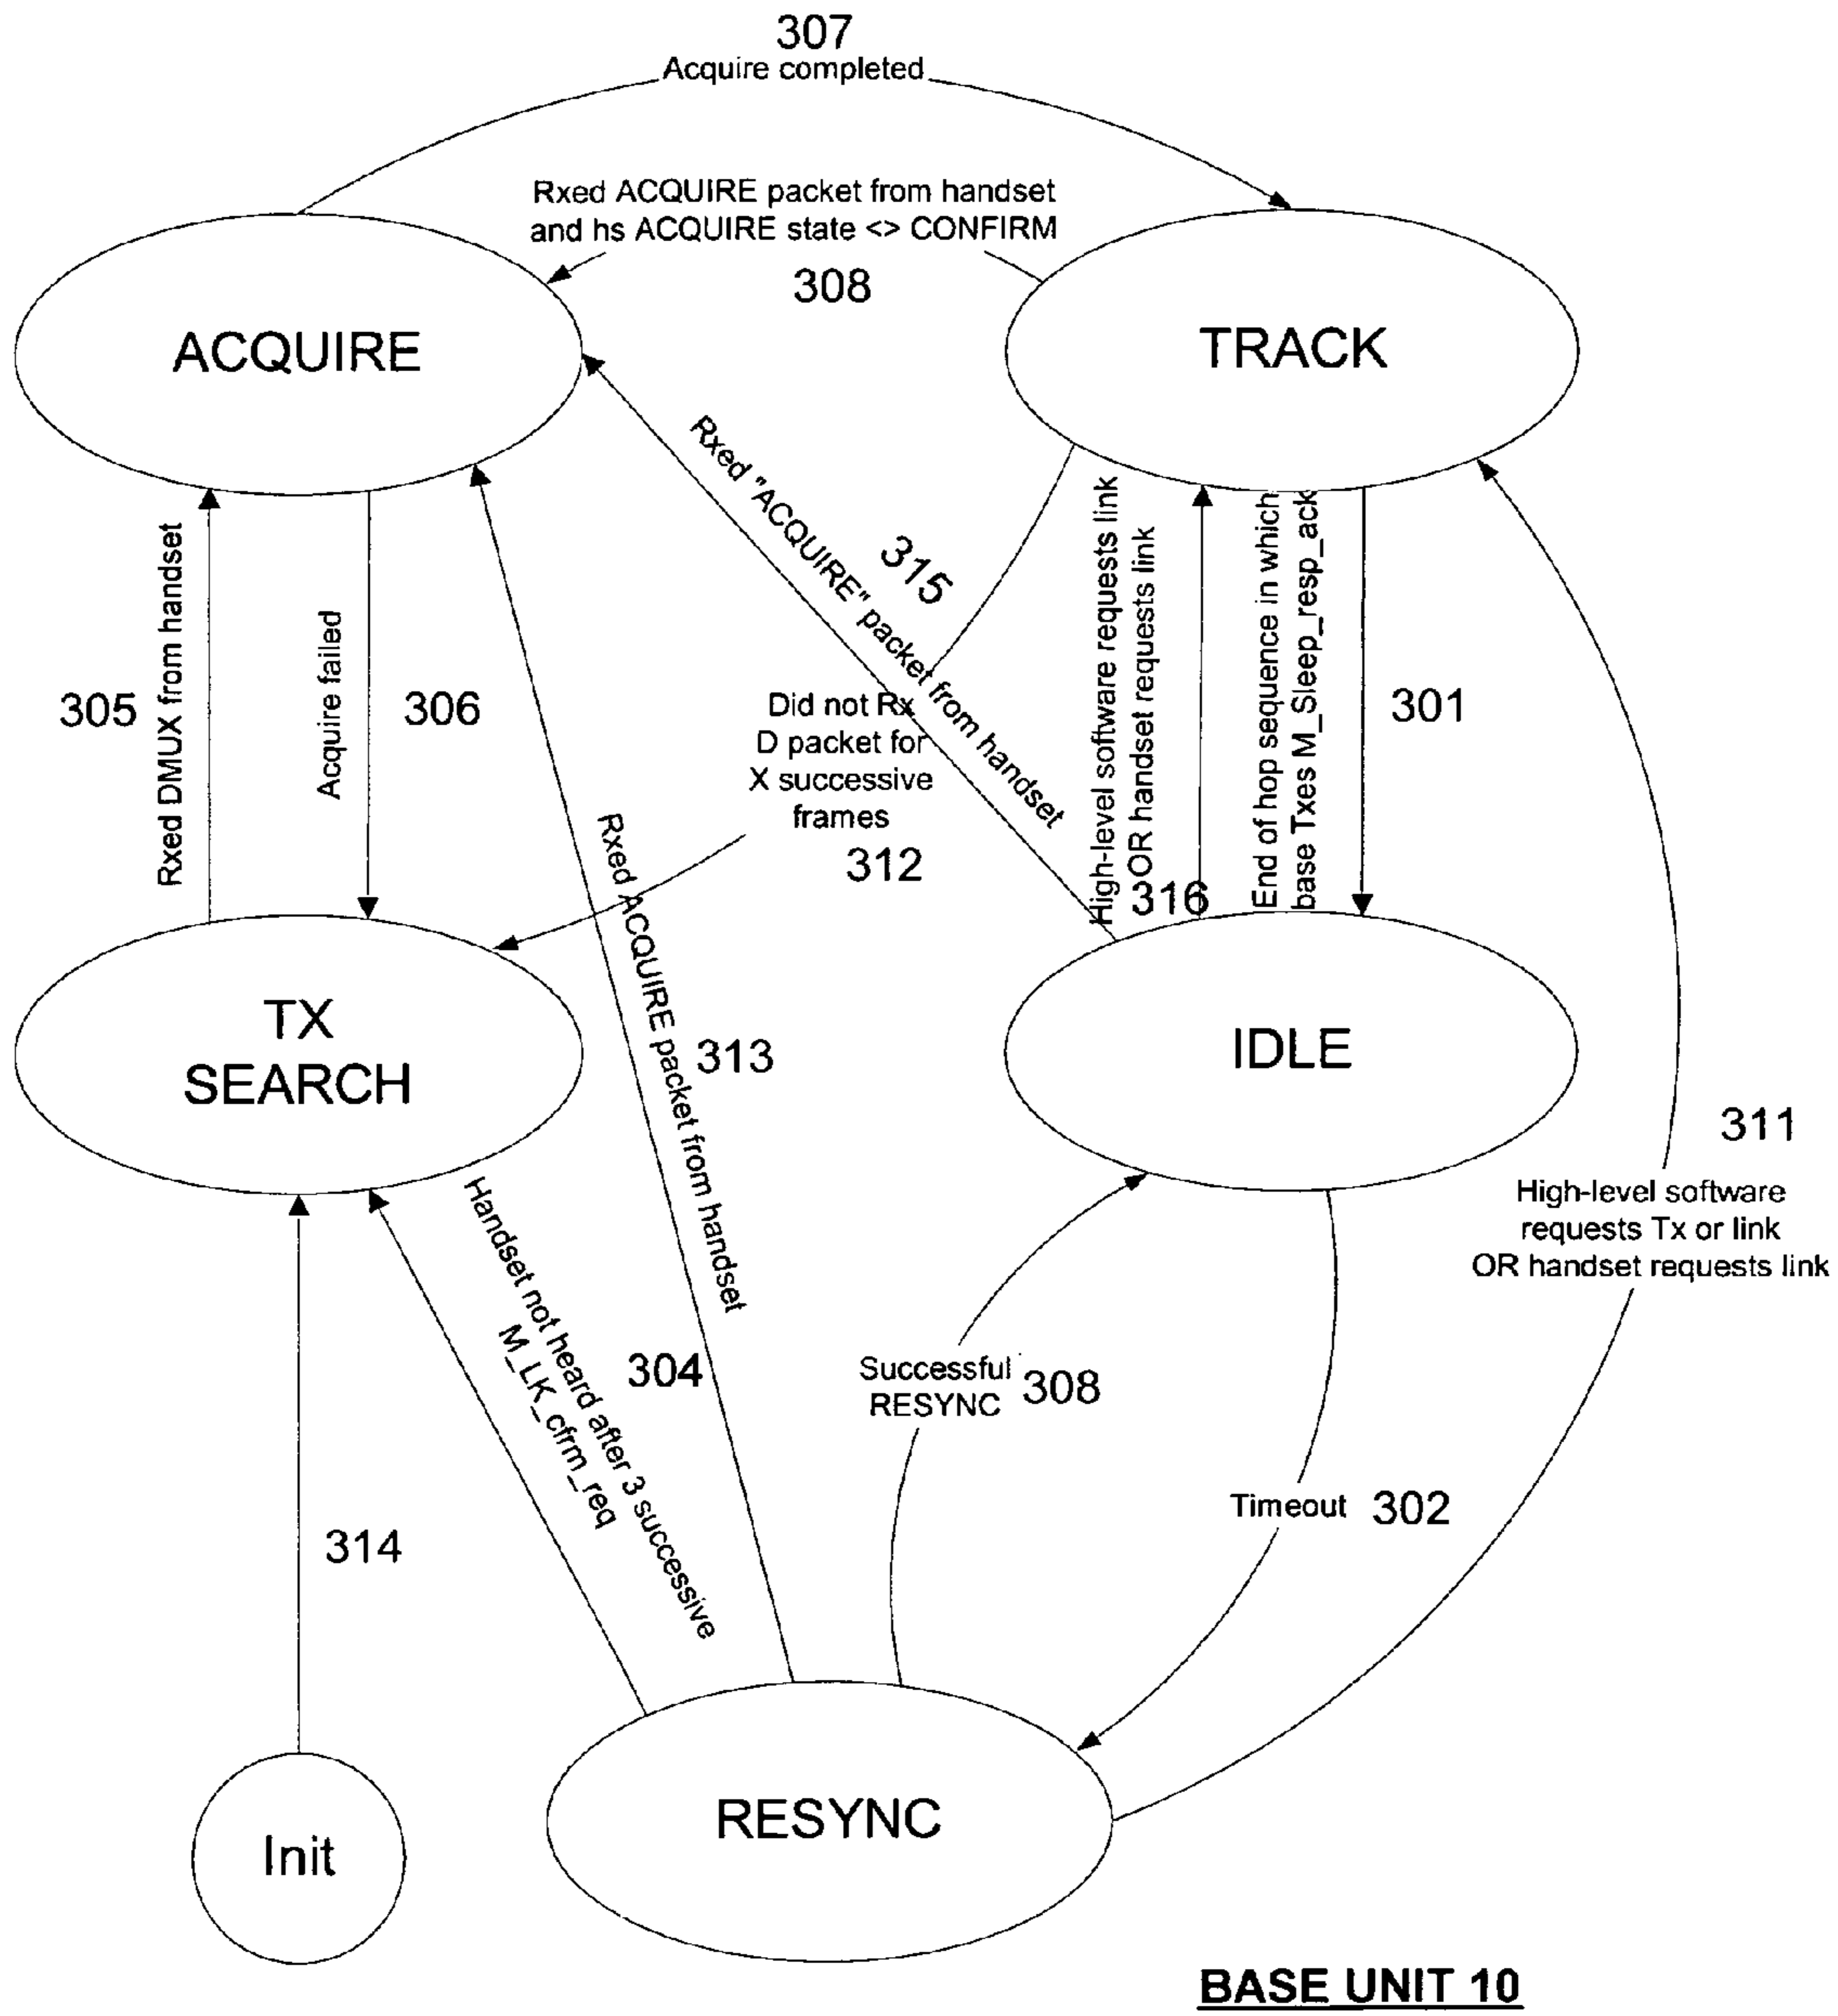 307
Acquire completed
Rxed ACQUIRE packet from handset
and hs ACQUIRE state <> CONFIRM
308
ACQUIRE
TRACK
Rxed "ACQUIRE" packet from handset
315
High-level software requests link
OR handset requests link
316
End of hop sequence in which
base Txes M_Sleep_resp_ack
301
305
Rxed DMUX from handset
Acquire failed
306
Did not Rx
D packet for
X successive
frames
312
Rxed ACQUIRE packet from handset
313
TX
SEARCH
IDLE
311
High-level software
requests Tx or link
OR handset requests link
Handset not heard after 3 successive
M_LK_cfrm_req
304
Successful
RESYNC
308
Timeout
302
314
RESYNC
Init
BASE UNIT 10